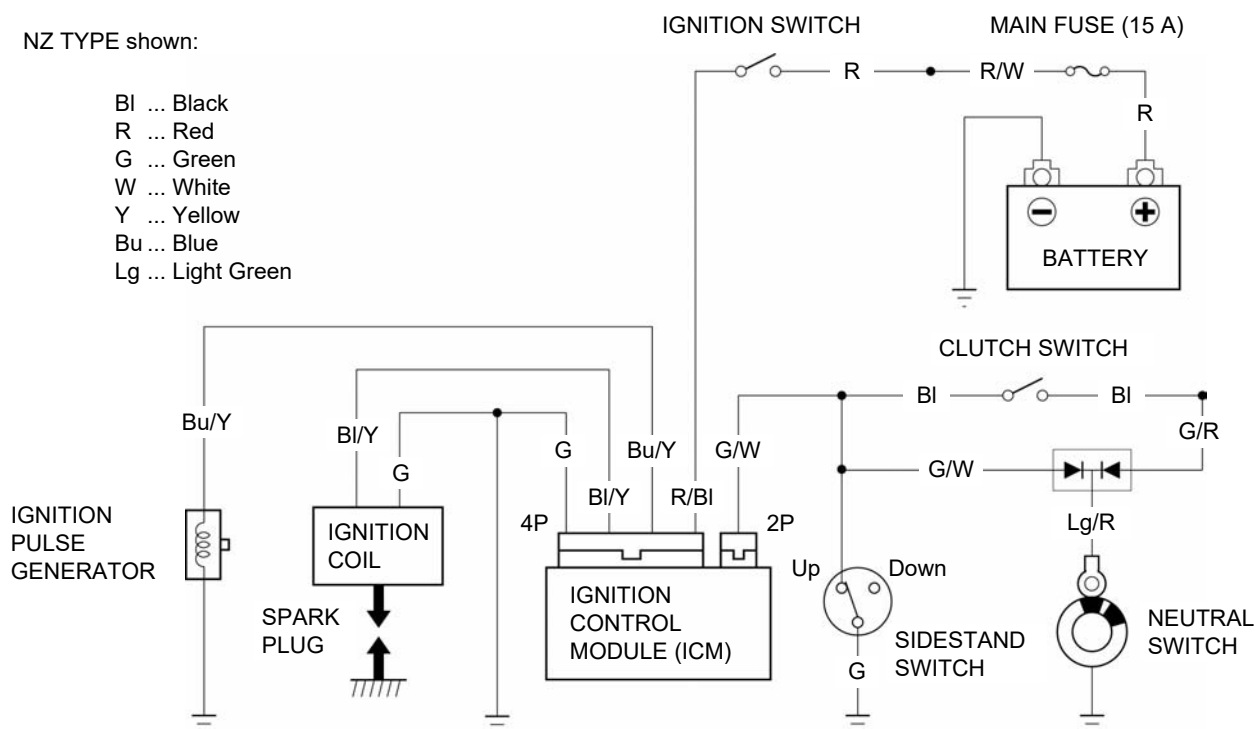 IGNITION SWITCH
MAIN FUSE (15 A)
NZ TYPE shown:
R
R/W
R
Bl ... Black
R ... Red
G ... Green
W ... White
Y ... Yellow
Bu ... Blue
Lg ... Light Green
BATTERY
CLUTCH SWITCH
Bl
Bl
G/R
Bu/Y
Bl/Y
G
G
Bu/Y
G/W
G/W
Bl/Y
R/Bl
4P
2P
Lg/R
IGNITION
PULSE
GENERATOR
IGNITION
COIL
SPARK
PLUG
IGNITION
CONTROL
MODULE (ICM)
Up
Down
SIDESTAND
SWITCH
G
NEUTRAL
SWITCH